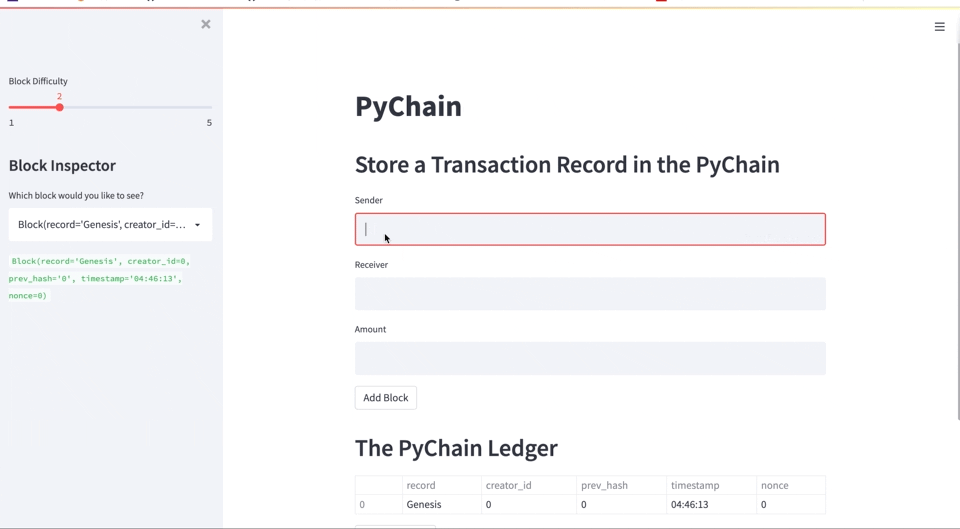 Block Difficulty
2
1 5
Block Inspector
Which block would you like to see?
Block(record='Genesis', creator_id=...
Block(record='Genesis', creator_id=0,
prev_hash='0', timestamp='04:46:13',
nonce=0)
PyChain
Store a Transaction Record in the PyChain
Sender
Receiver
Amount
Add Block
The PyChain Ledger
record creator_id prev_hash timestamp nonce
0 Genesis 0 0 04:46:13 0